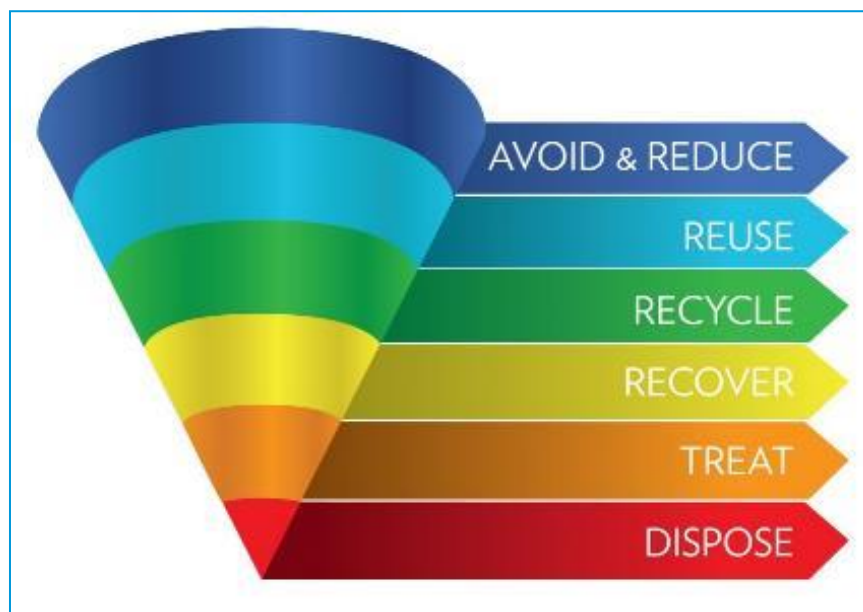 AVOID & REDUCE
REUSE
RECYCLE
RECOVER
TREAT
DISPOSE